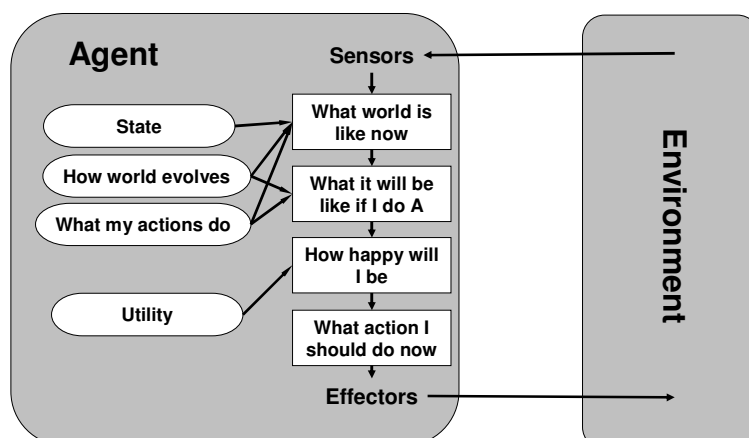 Agent
Sensors
What world is
like now
State
How world evolves
What it will be
like if I do A
What my actions do
How happy will
I be
Utility
What action I
should do now
Effectors
Environment